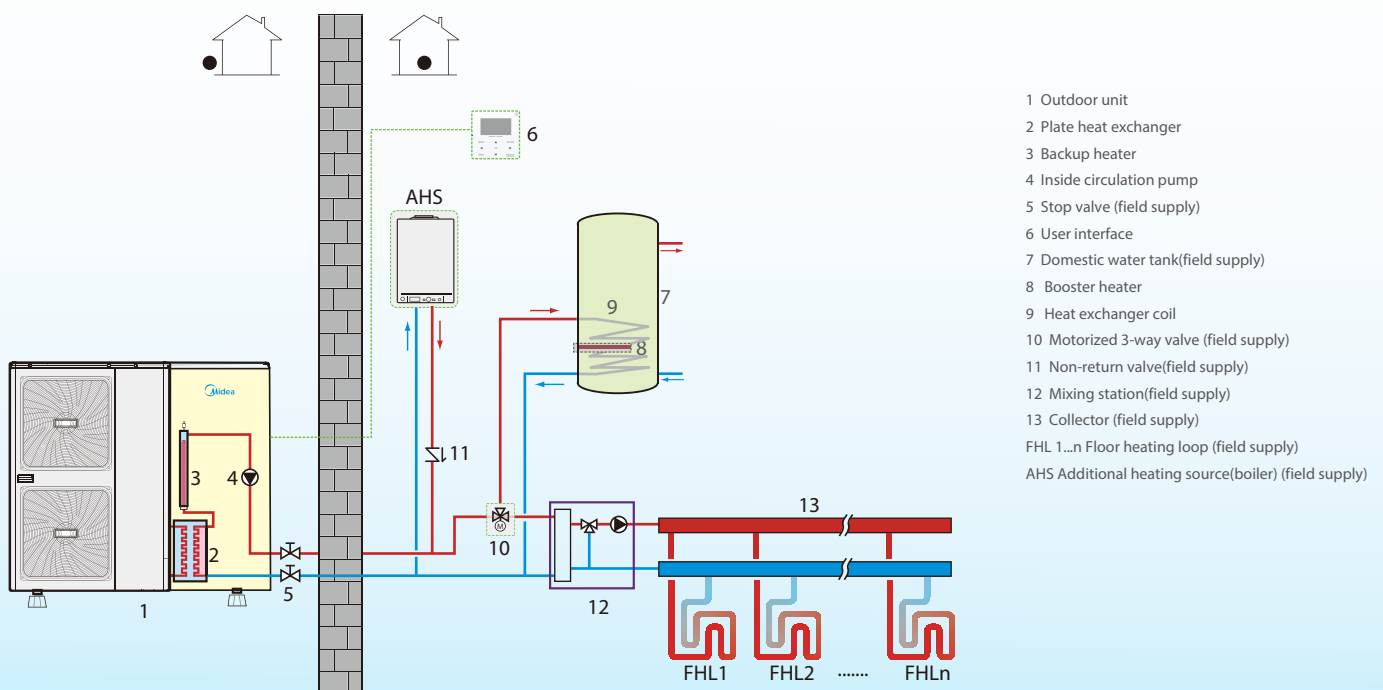 6
AHS
7
9
8
Midea
11
3
4
2
5
1
10
13
12
M
FHL1
FHL2
.......
FHLn
1 Outdoor unit
2 Plate heat exchanger
3 Backup heater
4 Inside circulation pump
5 Stop valve (field supply)
6 User interface
7 Domestic water tank(field supply)
8 Booster heater
9 Heat exchanger coil
10 Motorized 3-way valve (field supply)
11 Non-return valve(field supply)
12 Mixing station(field supply)
13 Collector (field supply)
FHL 1...n Floor heating loop (field supply)
AHS Additional heating source(boiler) (field supply)